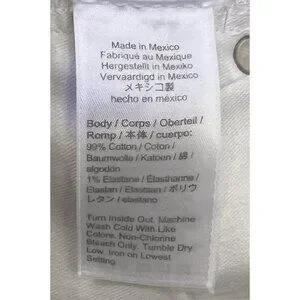 Made in Mexico
Fabriqué au Mexique
Hergestellt in Mexiko
Vervaardigd in Mexico
メキシコ製
hecho en méxico
Body / Corps / Oberteil /
Romp / 本体 / cuerpo:
99% Cotton / Coton /
Baumwolle / Katoen / 綿 /
algodón
1% Elastane / Élasthanne /
Elastan / Elastaan / ポリウ
レタン / elastano
Turn Inside Out. Machine
Wash Cold With Like
Colors. Non-Chlorine
Bleach Only. Tumble Dry
Low. Iron on Lowest
Setting.